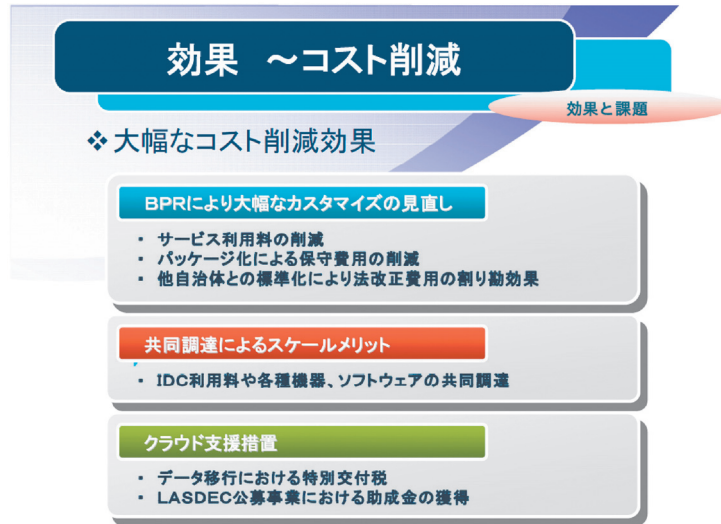 効果　～コスト削減
効果と課題
❖大幅なコスト削減効果
ＢＰＲにより大幅なカスタマイズの見直し
・ サービス利用料の削減
・ パッケージ化による保守費用の削減
・ 他自治体との標準化により法改正費用の割り勘効果
共同調達によるスケールメリット
・ IDC利用料や各種機器、ソフトウェアの共同調達
クラウド支援措置
・ データ移行における特別交付税
・ LASDEC公募事業における助成金の獲得